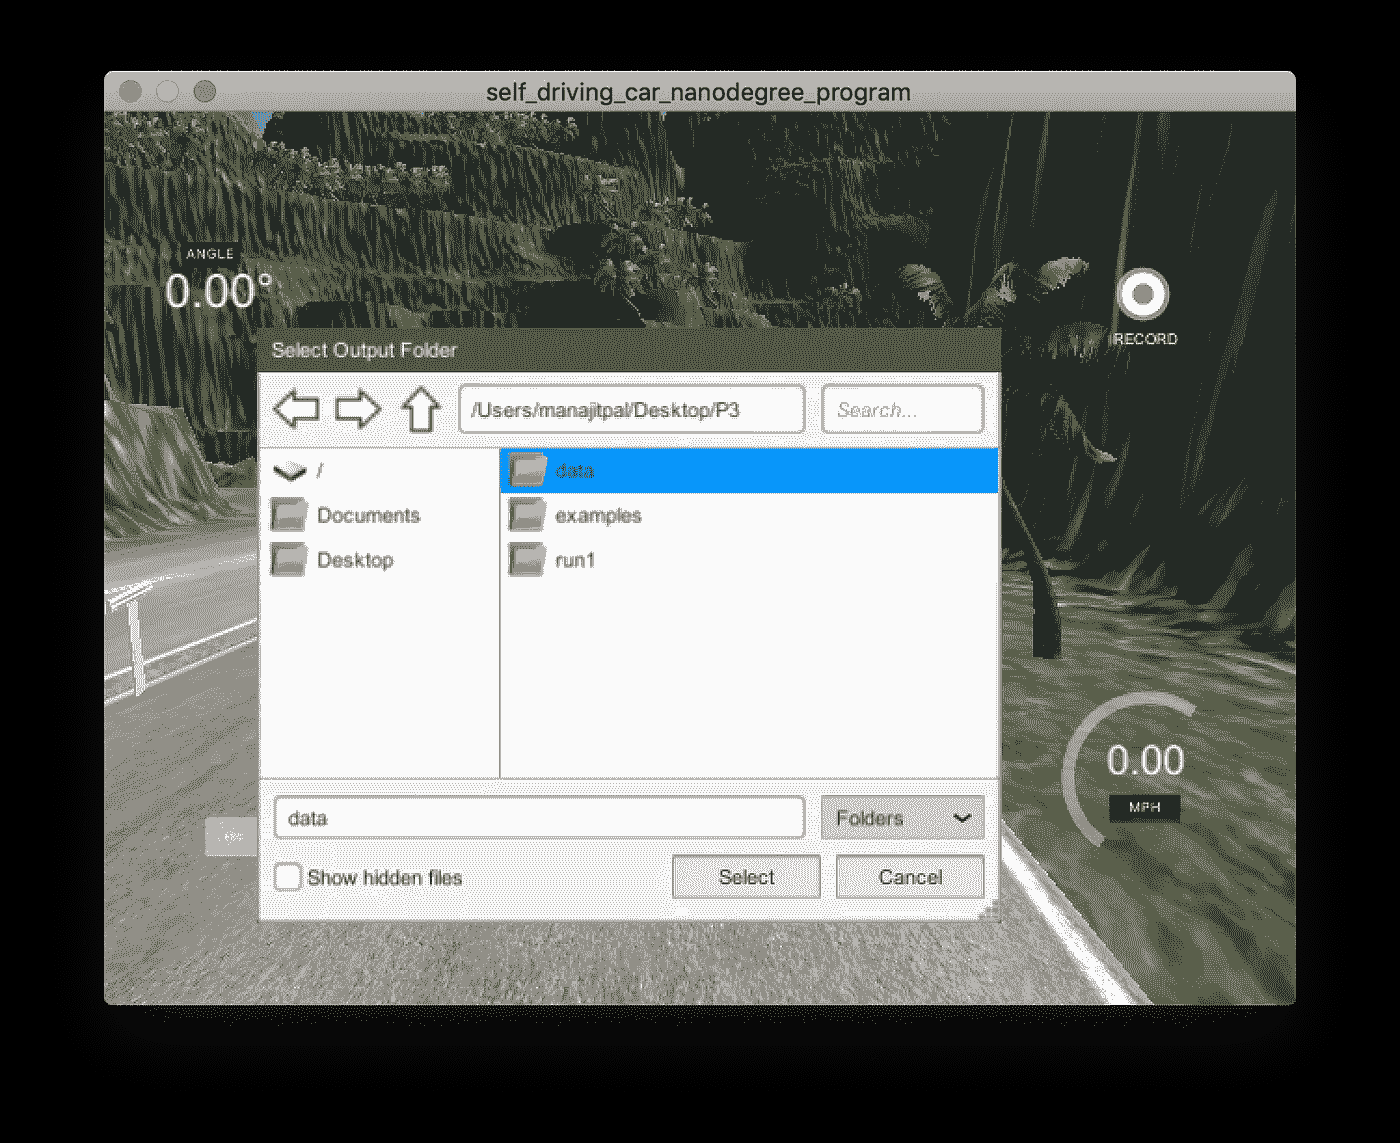 self_driving_car_nanodegree_program
ANGLE
0.00°
RECORD
Select Output Folder
/Users/manajitpal/Desktop/P3
Search...
/
Documents
Desktop
data
examples
run1
data
Folders
Show hidden files
Select
Cancel
0.00
MPH